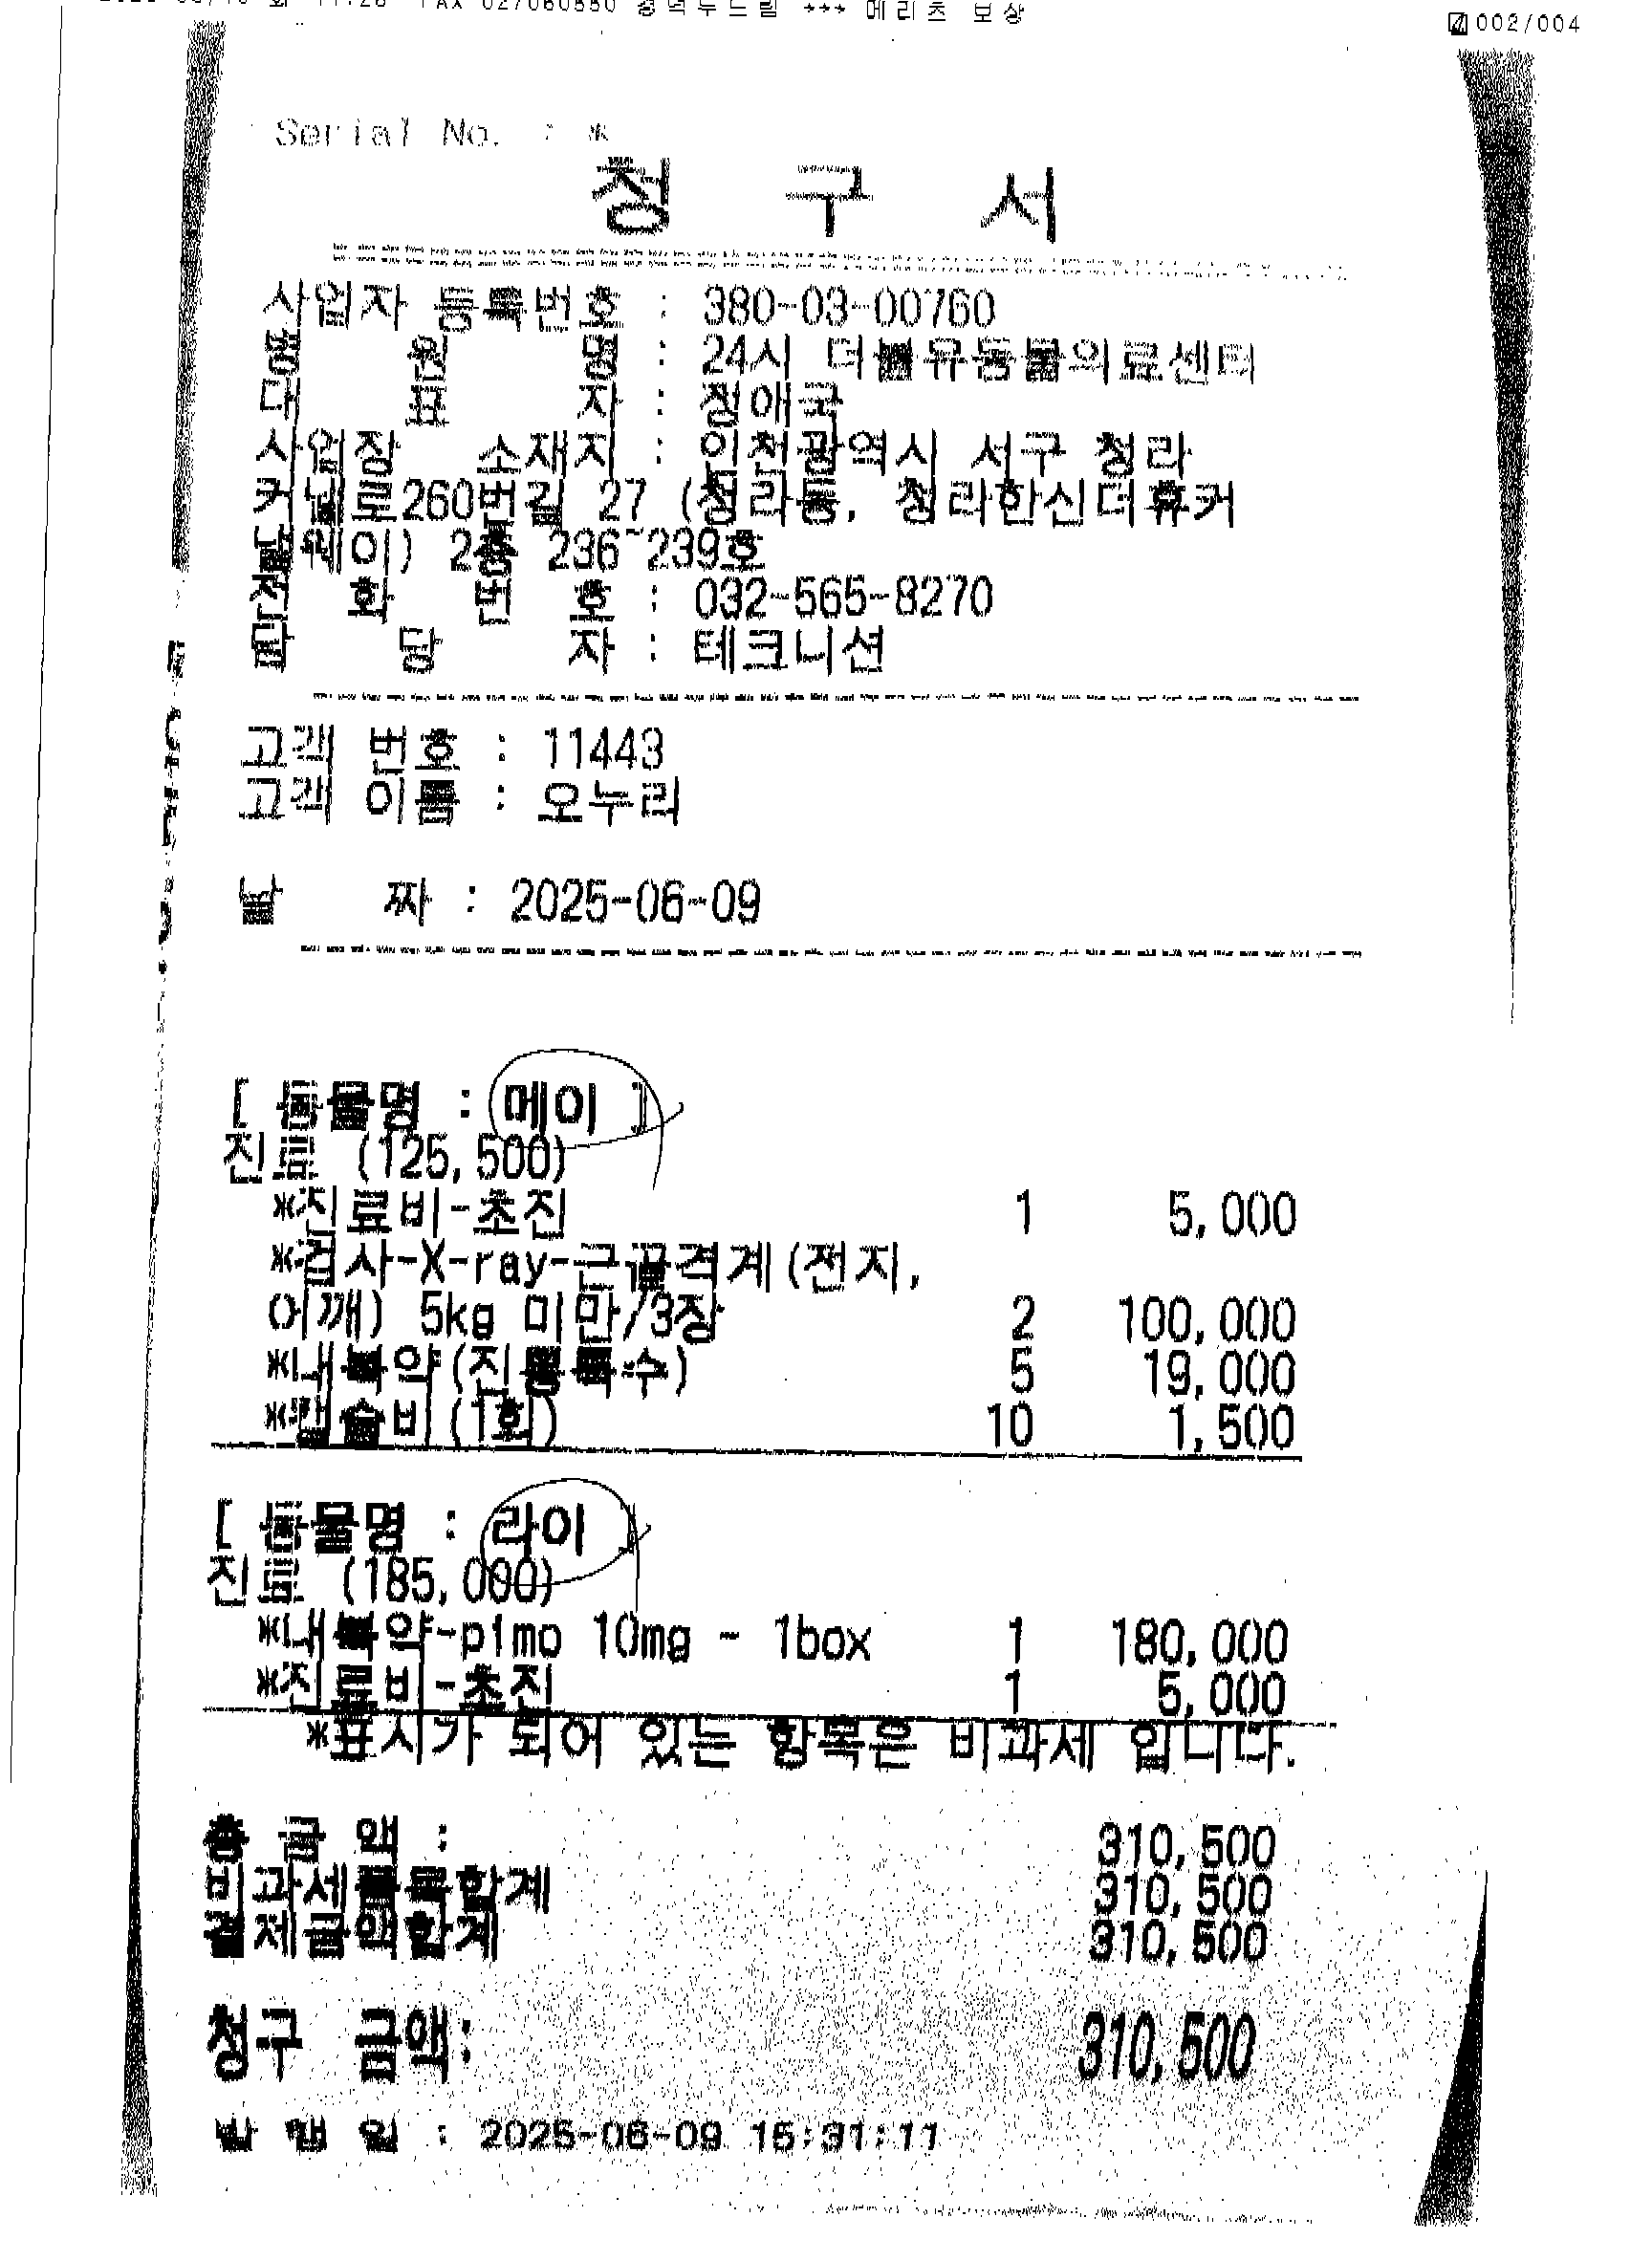 FAX 027060880 *** 메리츠 보상
002/004
Serial No. : *
청 구 서
사업자 등록번호 : 380-03-00760
병 원 명 : 24시 더블유동물의료센터
대 표 자 : 정애국
사업장 소재지 : 인천광역시 서구 청라
커낼로260번길 27 (청라동, 청라한신더휴커
낼웨이) 2층 236~239호
전 화 번 호 : 032-565-8270
담 당 자 : 테크니션
고객 번호 : 11443
고객 이름 : 오누리
날 짜 : 2025-06-09
[ 동물명 : 메이 ]
진료 (125,500)
*진료비-초진 1 5,000
*검사-X-ray-근골격계(전지,
어깨) 5kg 미만/3장 2 100,000
*내복약(진통특수) 5 19,000
*캡슐비(1회) 10 1,500
[ 동물명 : 라이 ]
진료 (185,000)
*내복약-pimo 10mg - 1box 1 180,000
*진료비-초진 1 5,000
*표시가 되어 있는 항목은 비과세 입니다.
총 금 액 : 310,500
비과세품목합계 310,500
결제금액합계 310,500
청구 금액: 310,500
발 행 일 : 2025-06-09 15:31:11